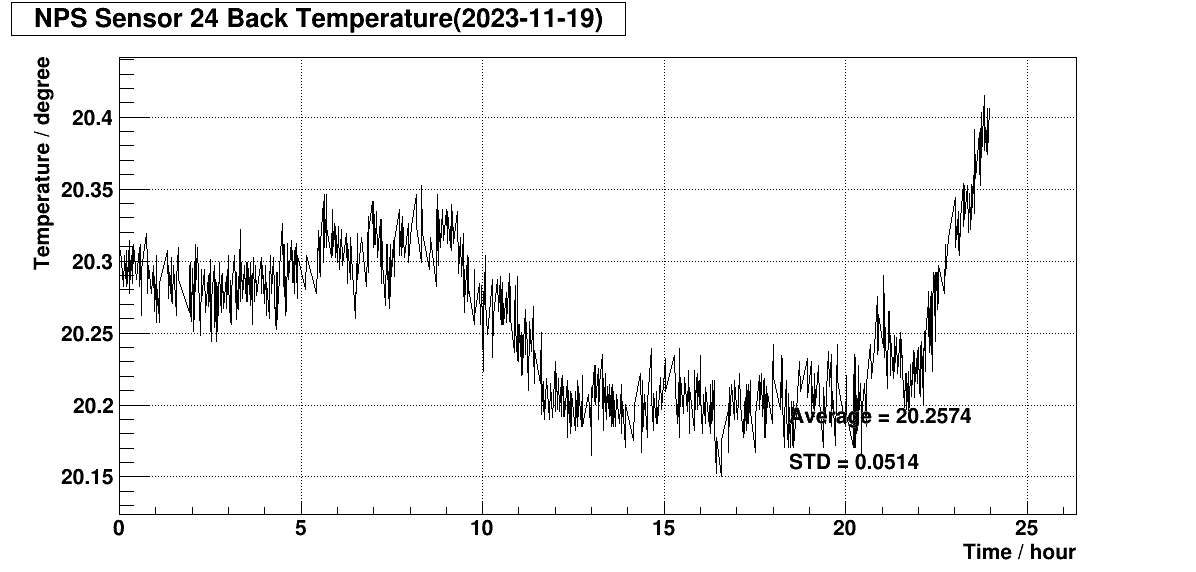 NPS Sensor 24 Back Temperature(2023-11-19)
Temperature / degree
20.4
20.35
20.3
20.25
20.2
20.15
Average = 20.2574
STD = 0.0514
0 5 10 15 20 25
Time / hour